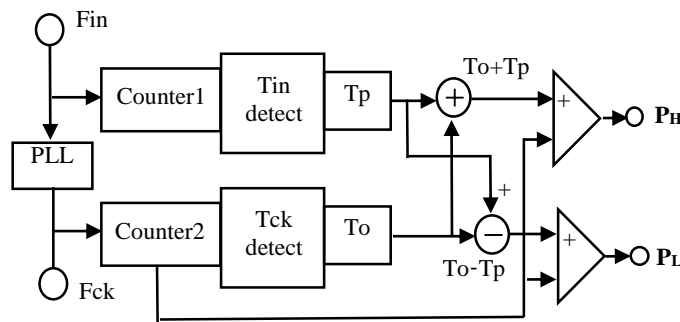 Fin
Counter1
Tin
detect
Tp
+
To+Tp
+
P_H
PLL
Counter2
Tck
detect
To
+
−
To-Tp
+
P_L
Fck